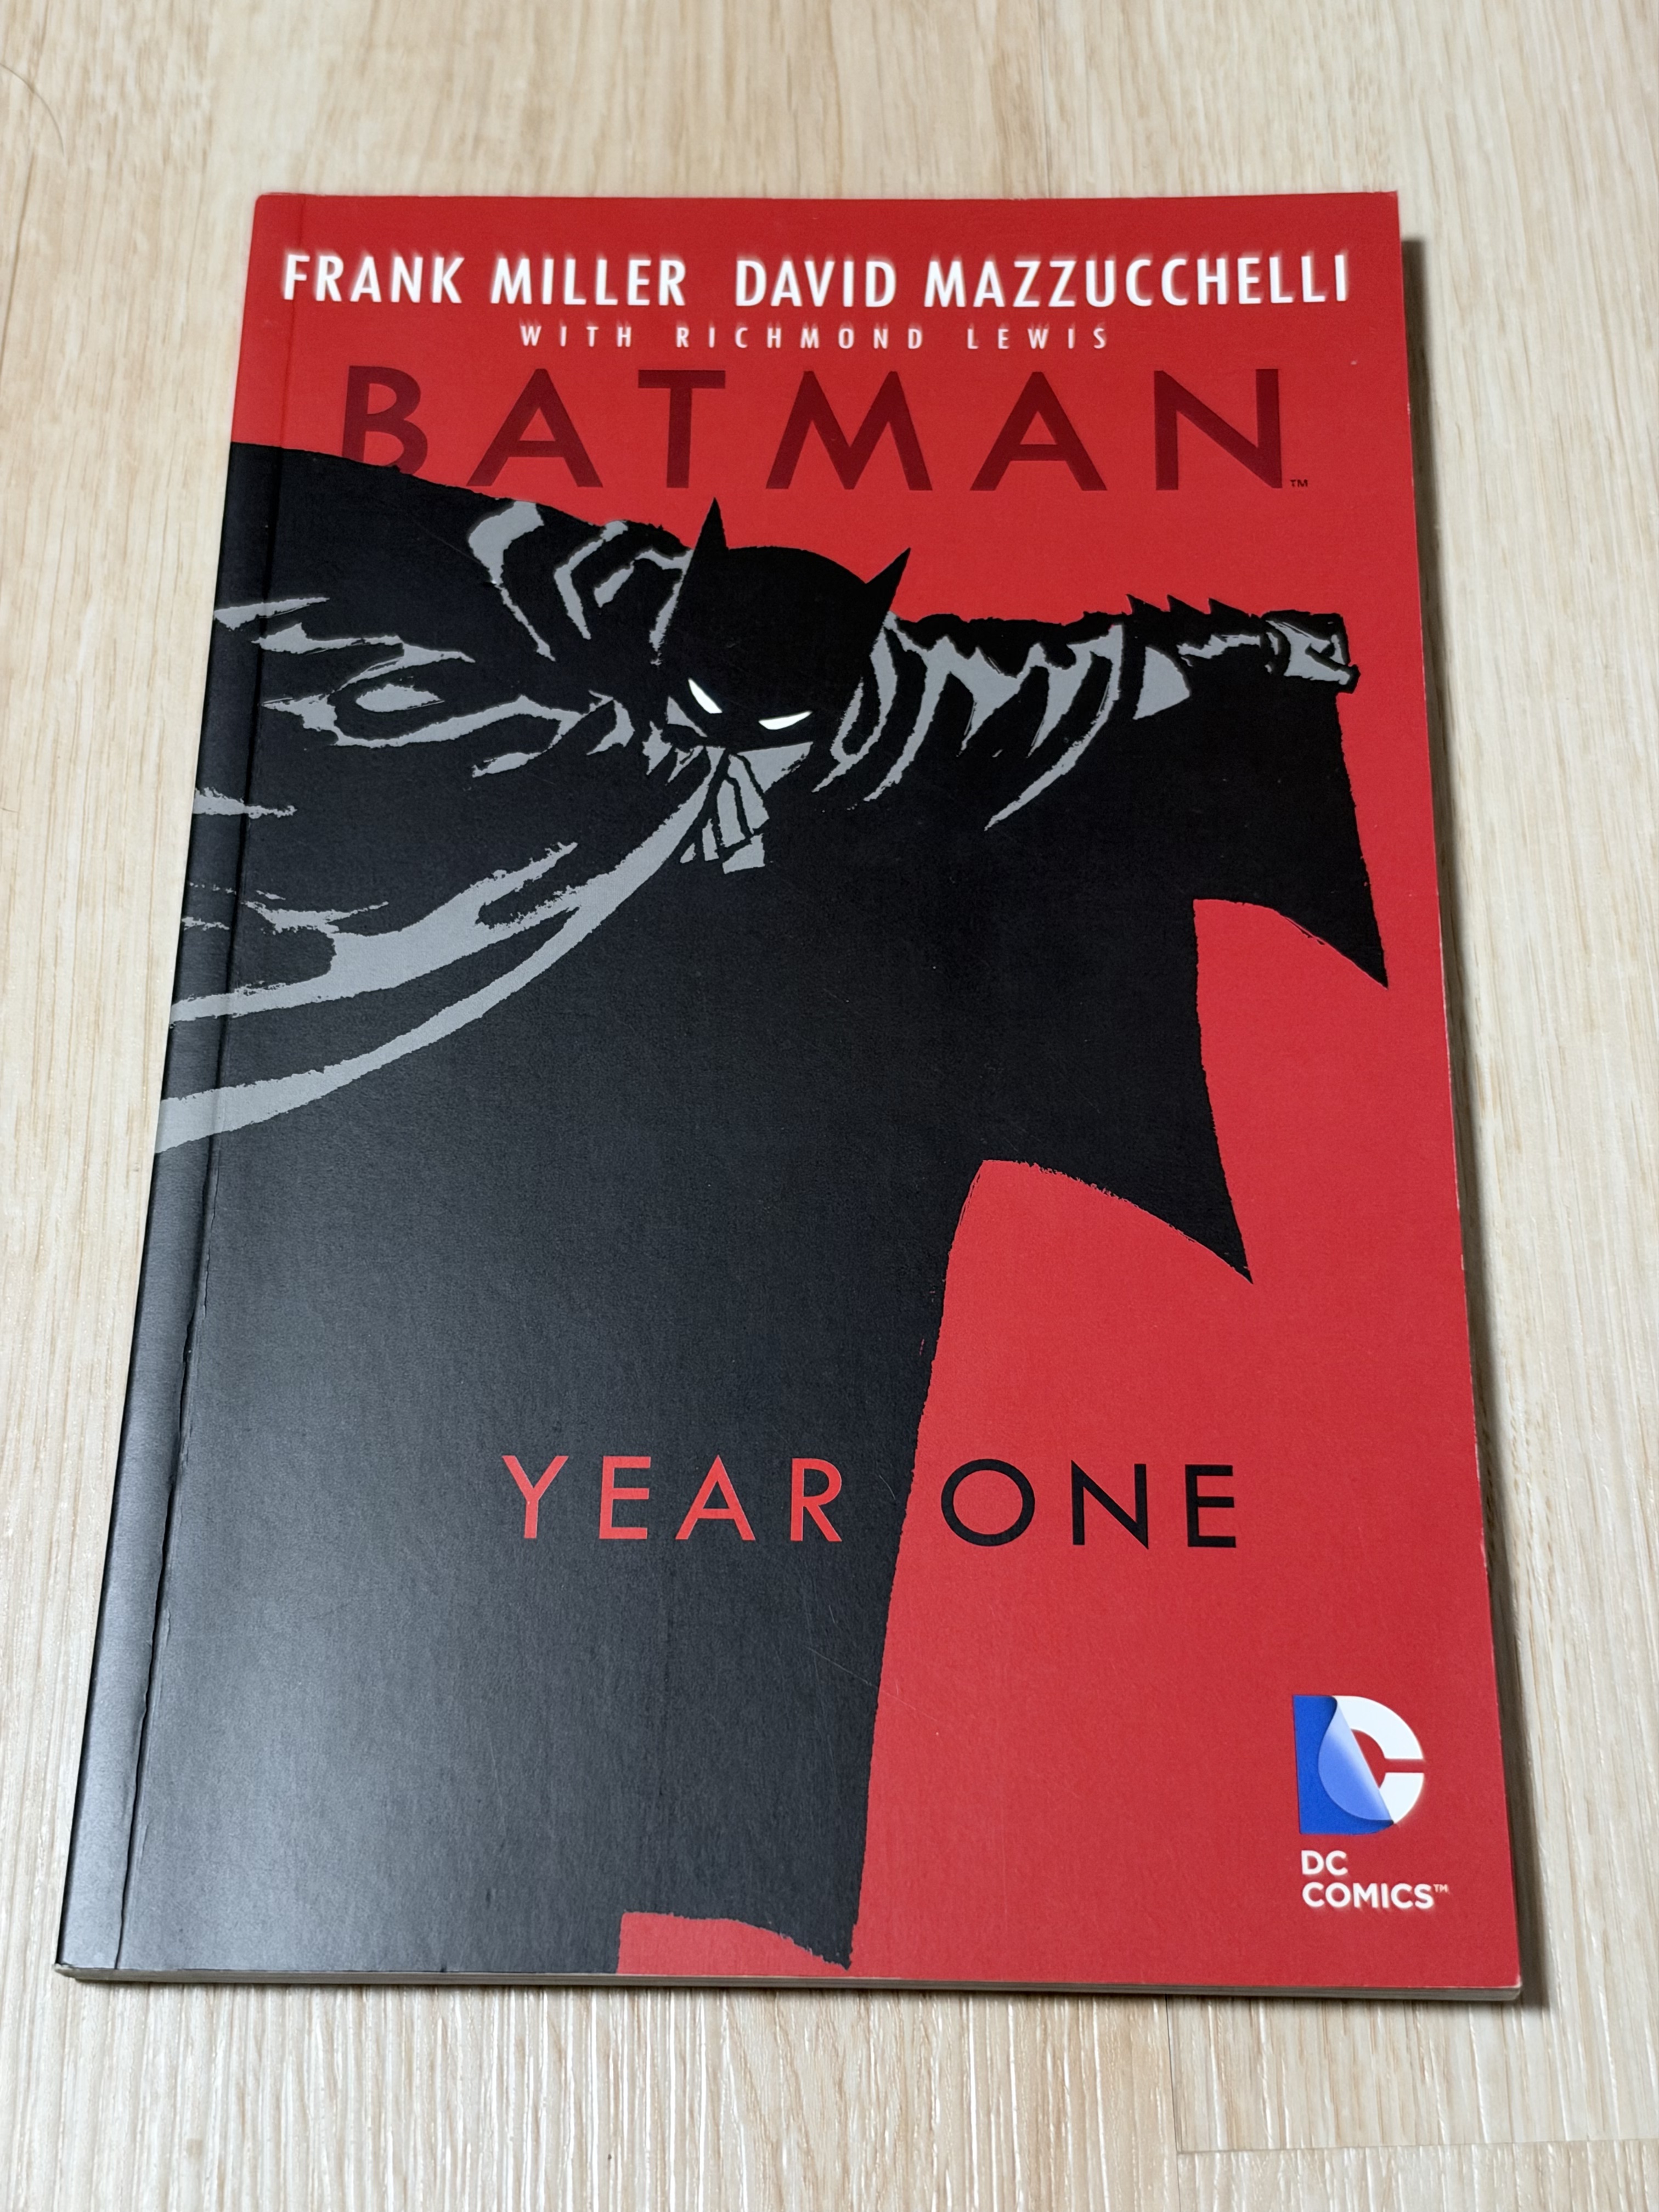 FRANK MILLER DAVID MAZZUCCHELLI
WITH RICHMOND LEWIS
BATMAN™
YEAR ONE
DC
COMICS™